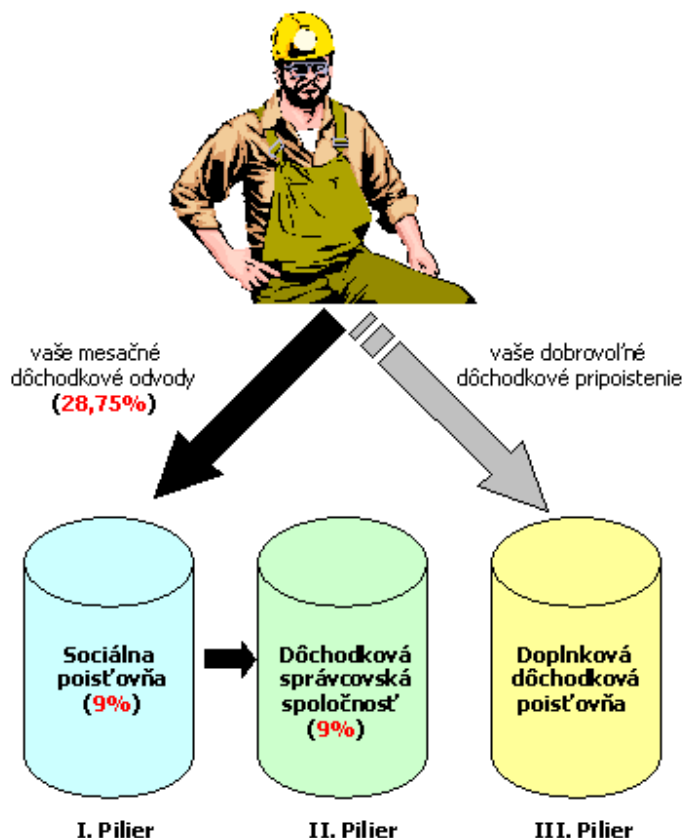 vaše mesačné
dôchodkové odvody
(28,75%)
vaše dobrovoľné
dôchodkové pripoistenie
Sociálna
poisťovňa
(9%)
Dôchodková
správcovská
spoločnosť
(9%)
Doplnková
dôchodková
poisťovňa
I. Pilier
II. Pilier
III. Pilier